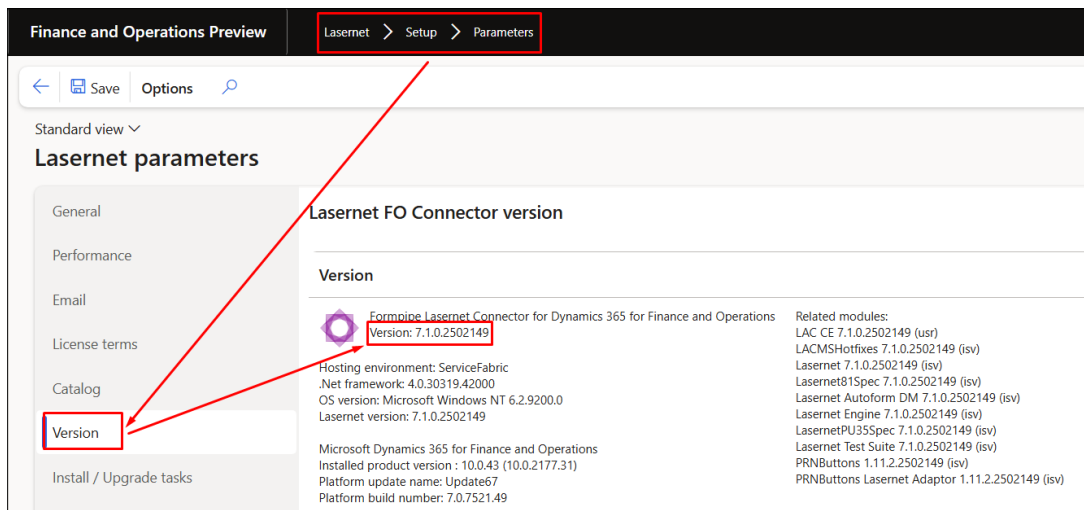 Finance and Operations Preview
Lasernet > Setup > Parameters
Save Options
Standard view
Lasernet parameters
General
Performance
Email
License terms
Catalog
Version
Install / Upgrade tasks
Lasernet FO Connector version
Version
Formpipe Lasernet Connector for Dynamics 365 for Finance and Operations
Version: 7.1.0.2502149
Hosting environment: ServiceFabric
.Net framework: 4.0.30319.42000
OS version: Microsoft Windows NT 6.2.9200.0
Lasernet version: 7.1.0.2502149
Microsoft Dynamics 365 for Finance and Operations
Installed product version : 10.0.43 (10.0.2177.31)
Platform update name: Update67
Platform build number: 7.0.7521.49
Related modules:
LAC CE 7.1.0.2502149 (usr)
LACMSHotfixes 7.1.0.2502149 (isv)
Lasernet 7.1.0.2502149 (isv)
Lasernet81Spec 7.1.0.2502149 (isv)
Lasernet Autoform DM 7.1.0.2502149 (isv)
Lasernet Engine 7.1.0.2502149 (isv)
LasernetPU35Spec 7.1.0.2502149 (isv)
Lasernet Test Suite 7.1.0.2502149 (isv)
PRNButtons 1.11.2.2502149 (isv)
PRNButtons Lasernet Adaptor 1.11.2.2502149 (isv)